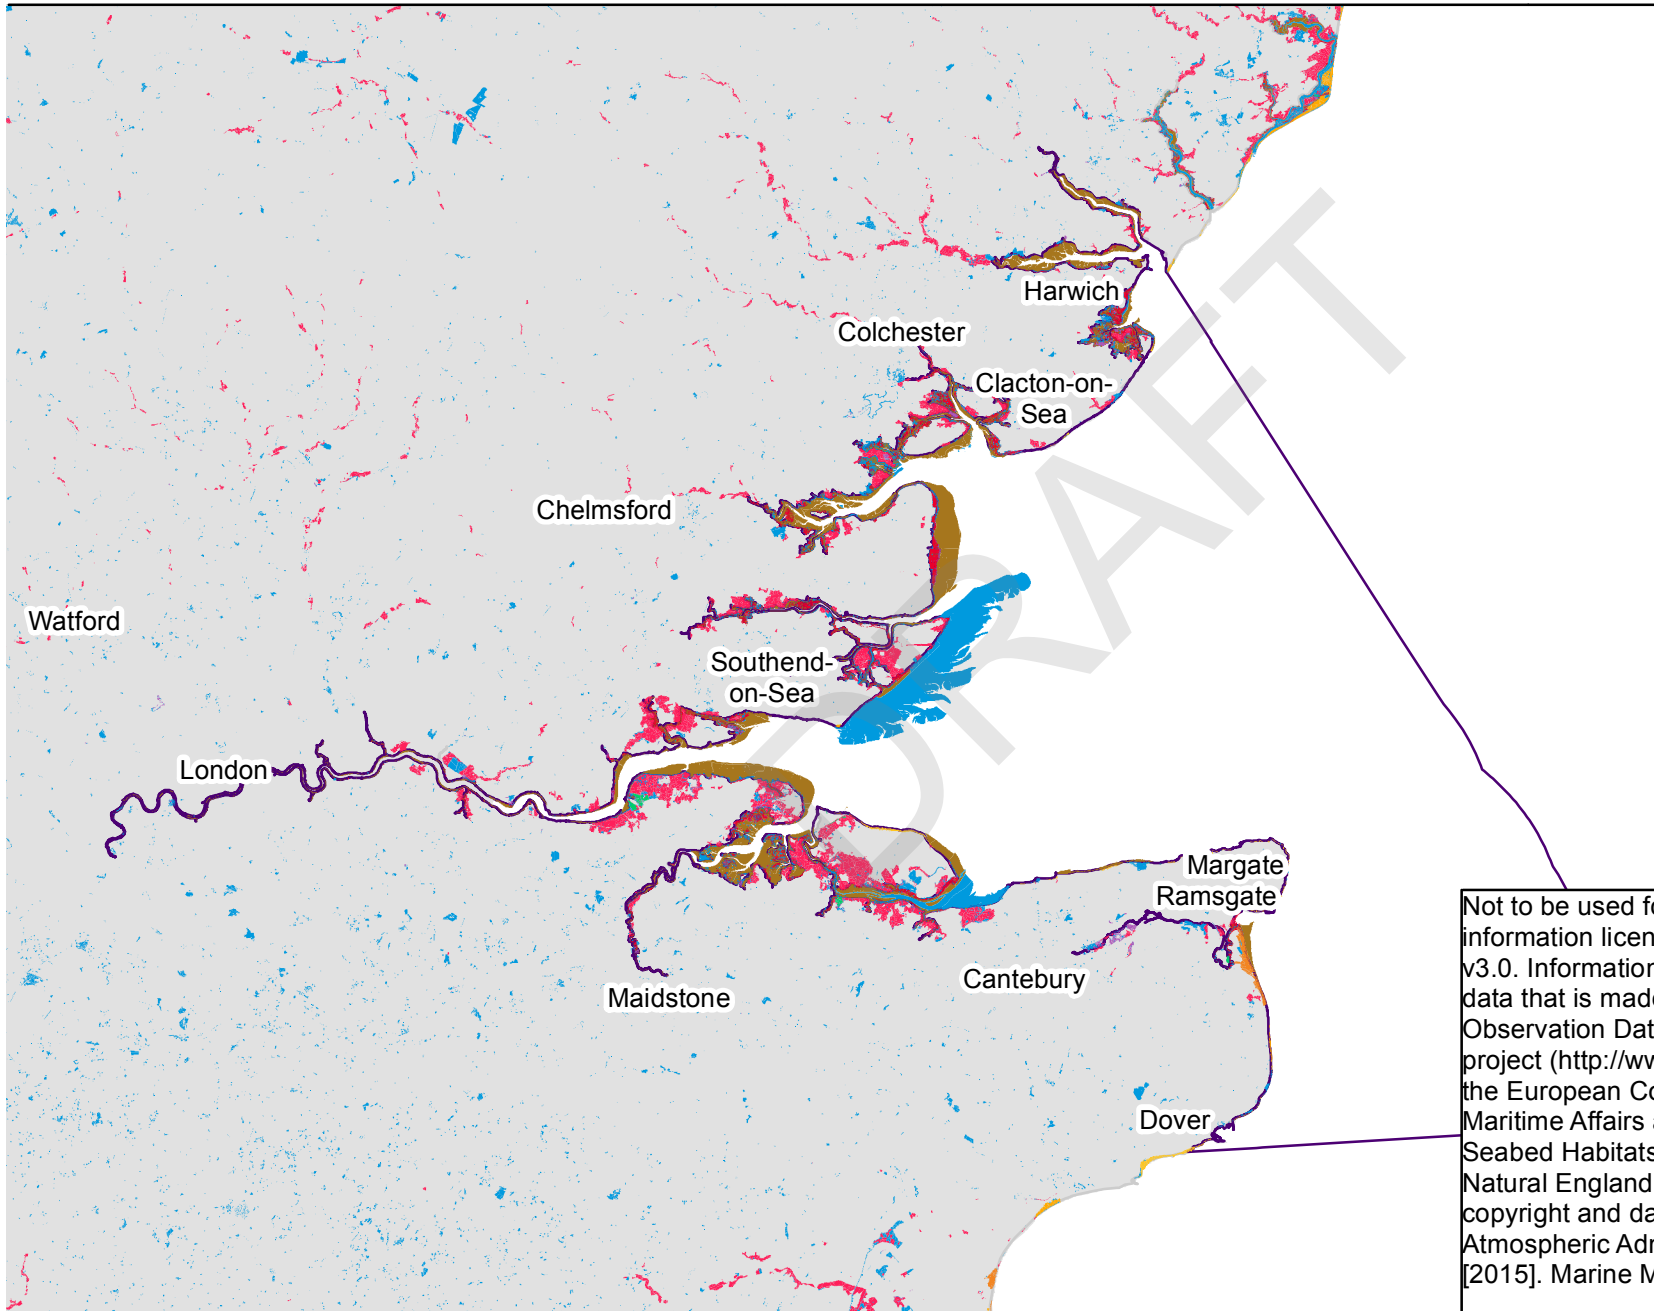 Harwich
Colchester
Clacton-on-
Sea
Chelmsford
Watford
Southend-
on-Sea
London
Margate
Ramsgate
Cantebury
Maidstone
Dover
DRAFT
Not to be used fo
information licen
v3.0. Information
data that is made
Observation Dat
project (http://ww
the European Co
Maritime Affairs a
Seabed Habitats
Natural England
copyright and da
Atmospheric Adm
[2015]. Marine M